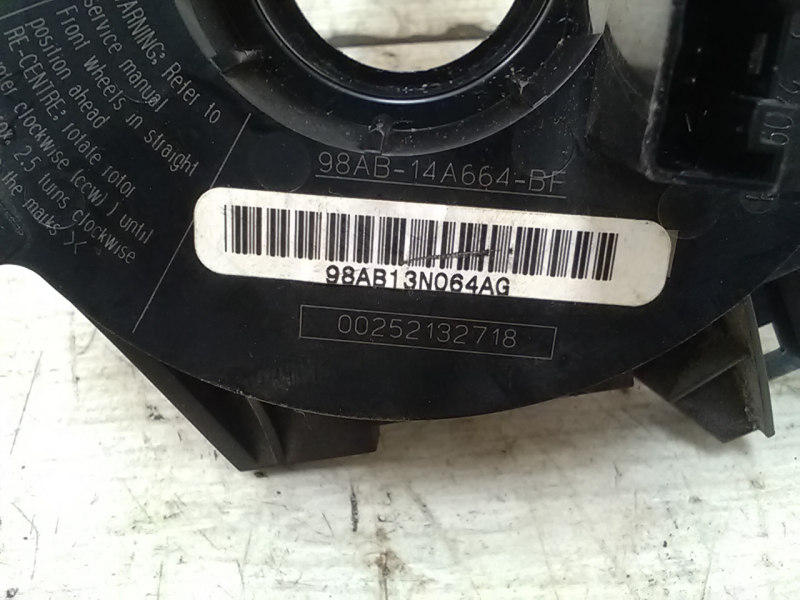 WARNING: Refer to
service manual
Front wheels in straight
position ahead
RE-CENTRE: rotate rotor
clockwise (ccw) until
2.5 turns clockwise
the marks X
98AB-14A664-BF
98AB13N064AG
00252132718